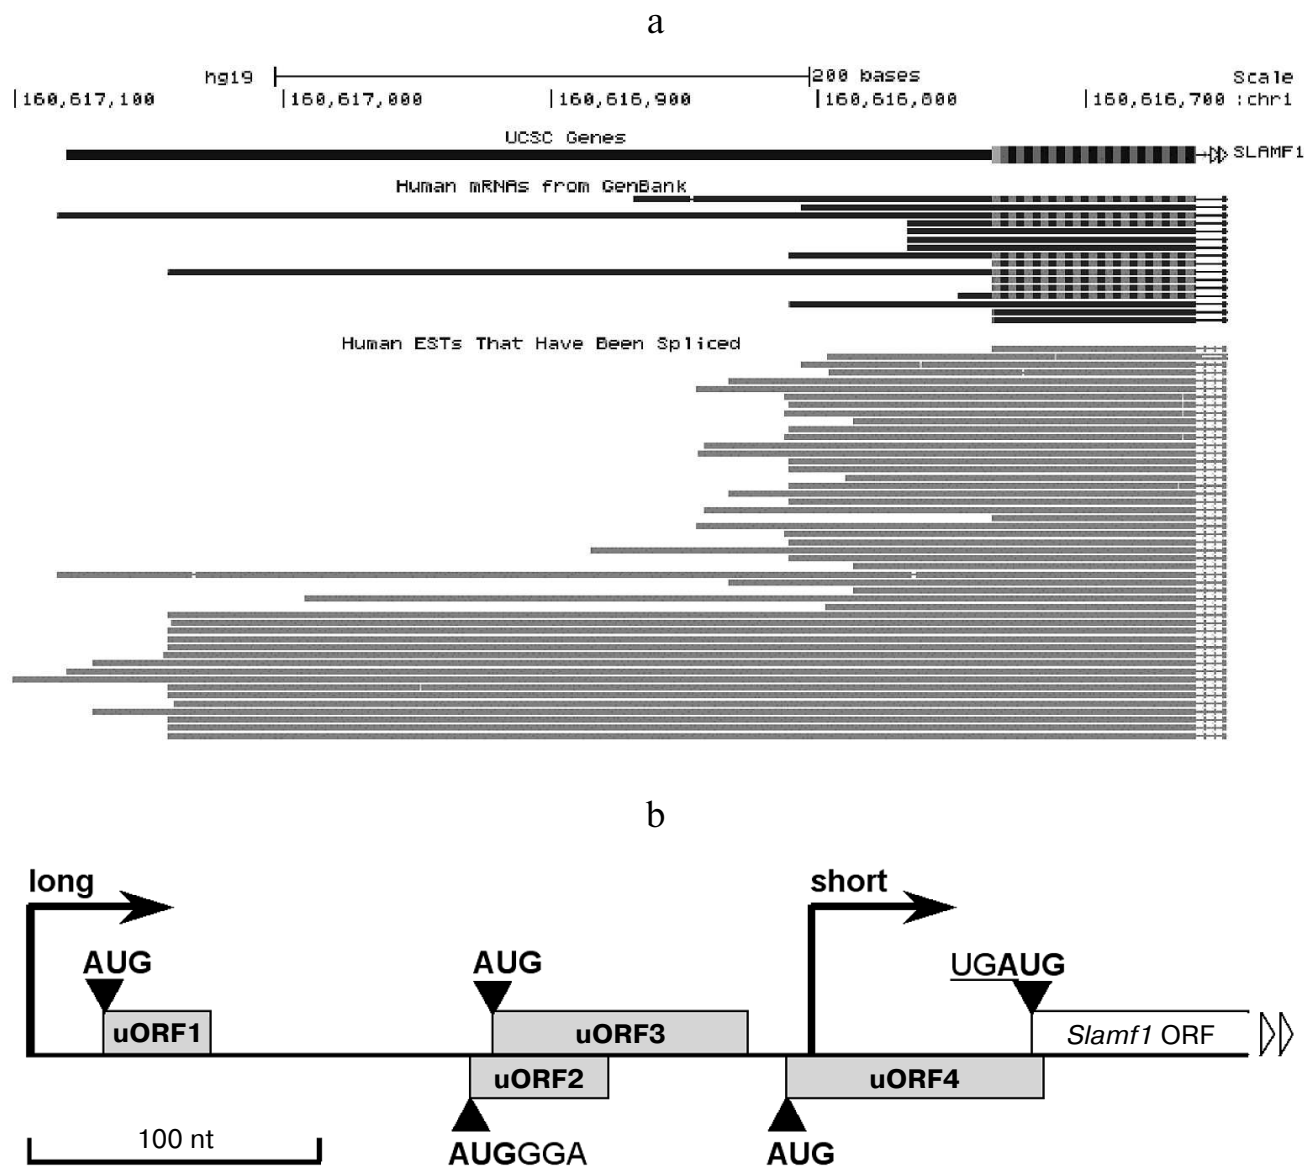 a
hg19 200 bases Scale
160,617,100 160,617,000 160,616,900 160,616,800 160,616,700 :chr1
UCSC Genes
SLAMF1
Human mRNAs from GenBank
Human ESTs That Have Been Spliced
b
long short
AUG AUG UGAUG
uORF1 uORF3 Slamf1 ORF
uORF2 uORF4
100 nt AUGGGA AUG